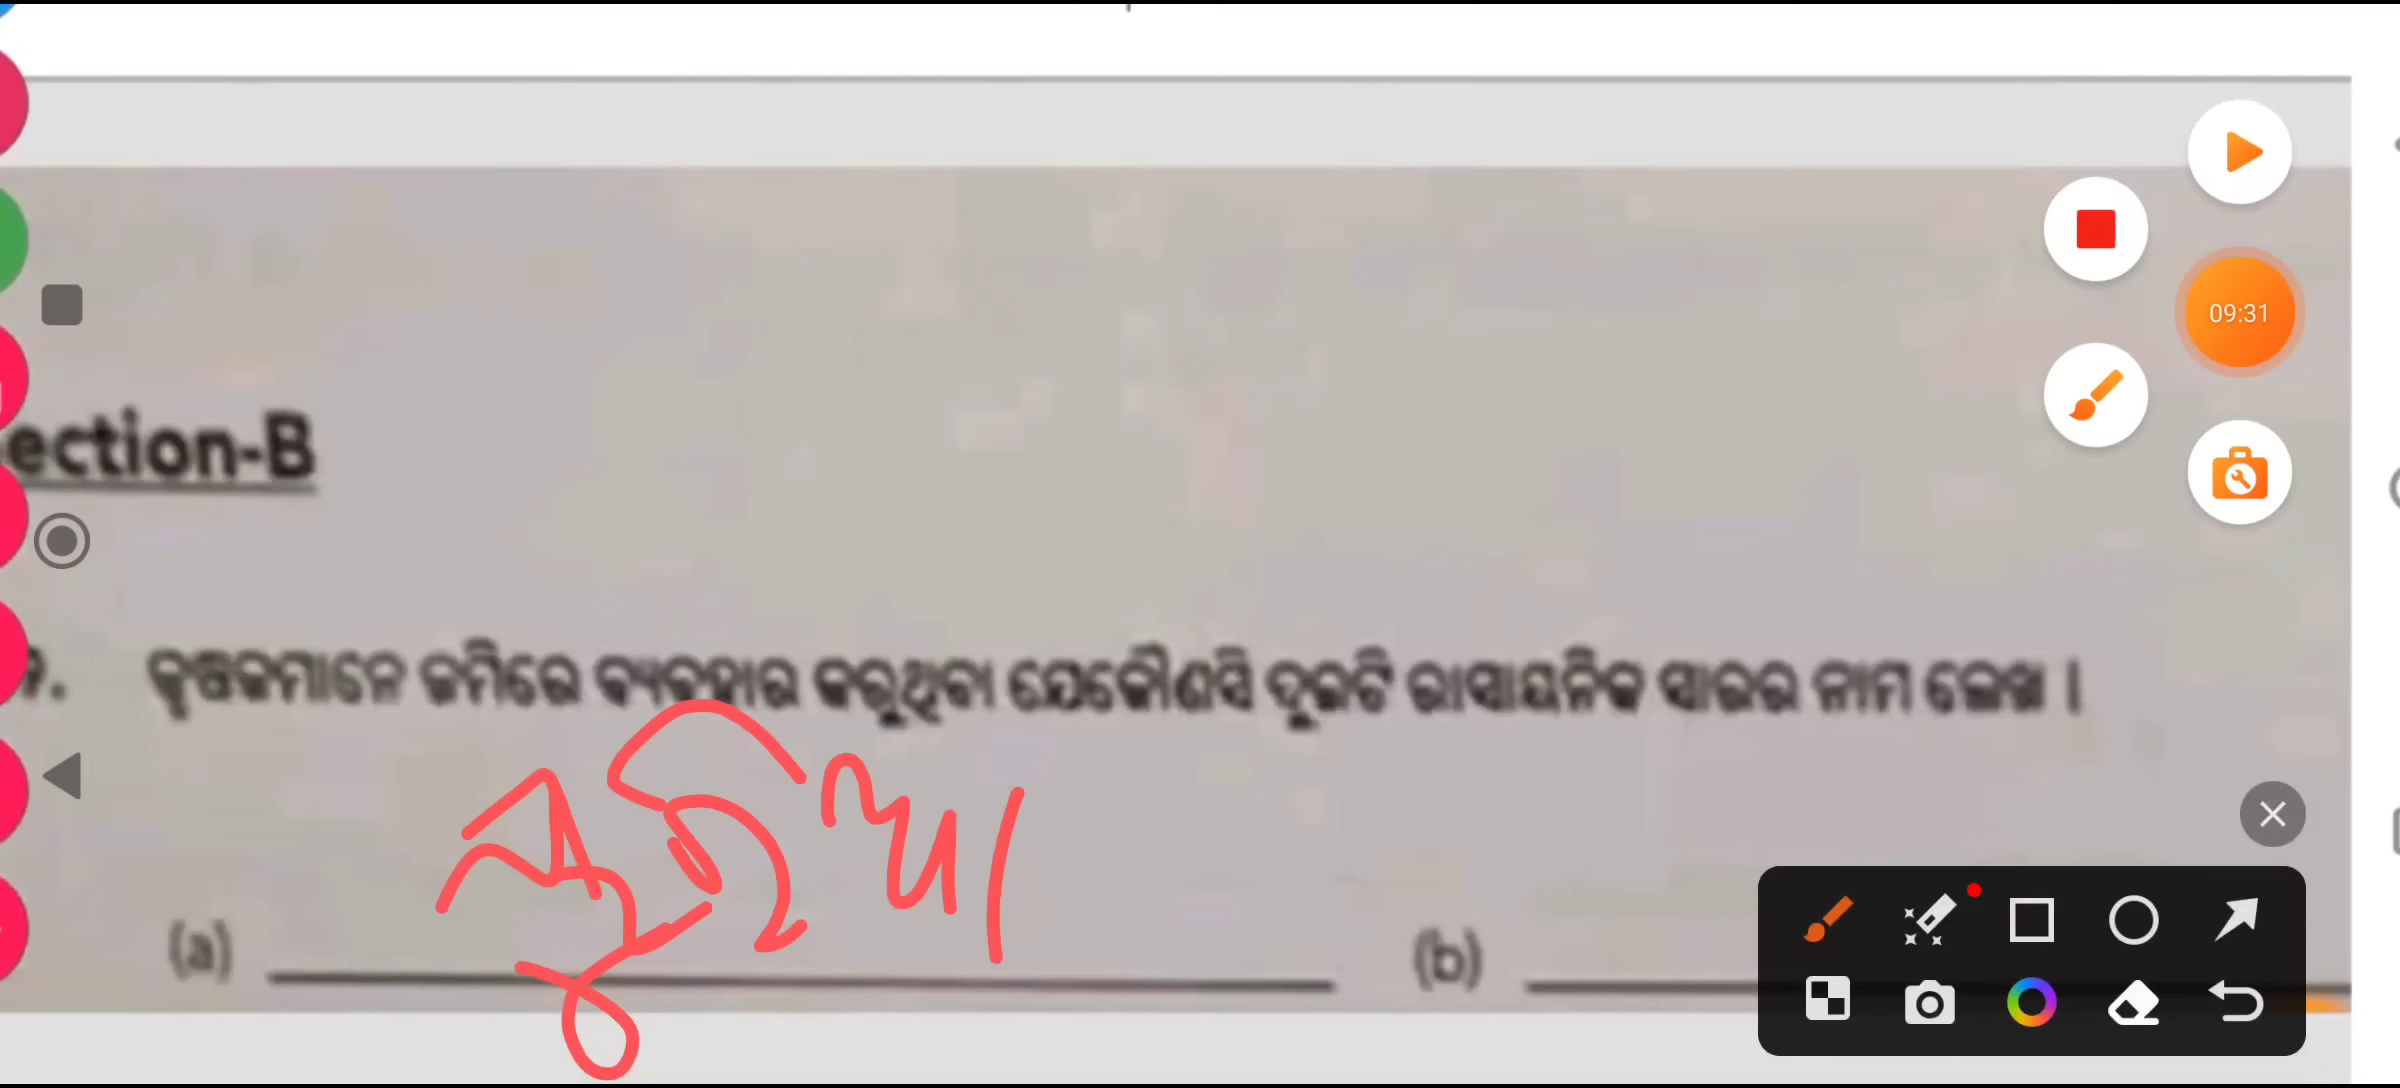 09:31
ection-B
କୃଷକମାନେ ଜମିରେ ବ୍ୟବହାର କରୁଥିବା ଯେକୌଣସି ଦୁଇଟି ରାସାୟନିକ ସାରର ନାମ ଲେଖ ।
ୟୁରିଆ
(a) (b)